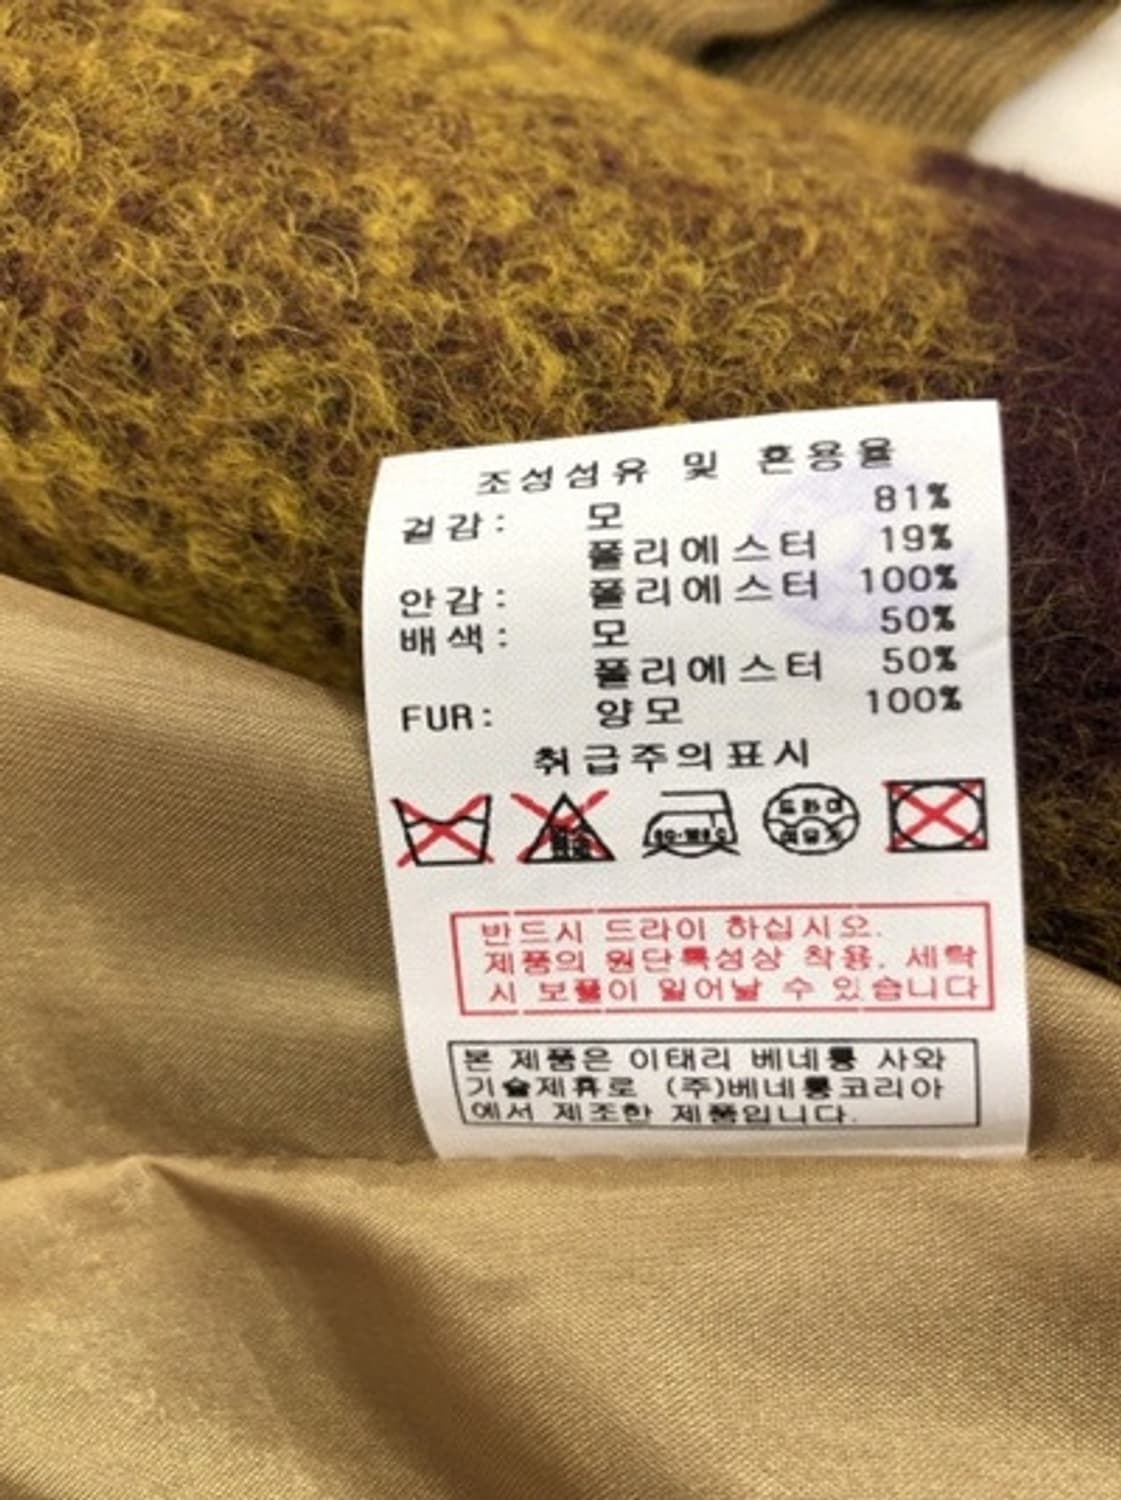 조성섬유 및 혼용율
겉감: 모 81%
폴리에스터 19%
안감: 폴리에스터 100%
배색: 모 50%
폴리에스터 50%
FUR: 양모 100%
취급주의표시
드라이
반드시 드라이 하십시오.
제품의 원단특성상 착용, 세탁
시 보풀이 일어날 수 있습니다
본 제품은 이태리 베네통 사와
기술제휴로 (주)베네통코리아
에서 제조한 제품입니다.